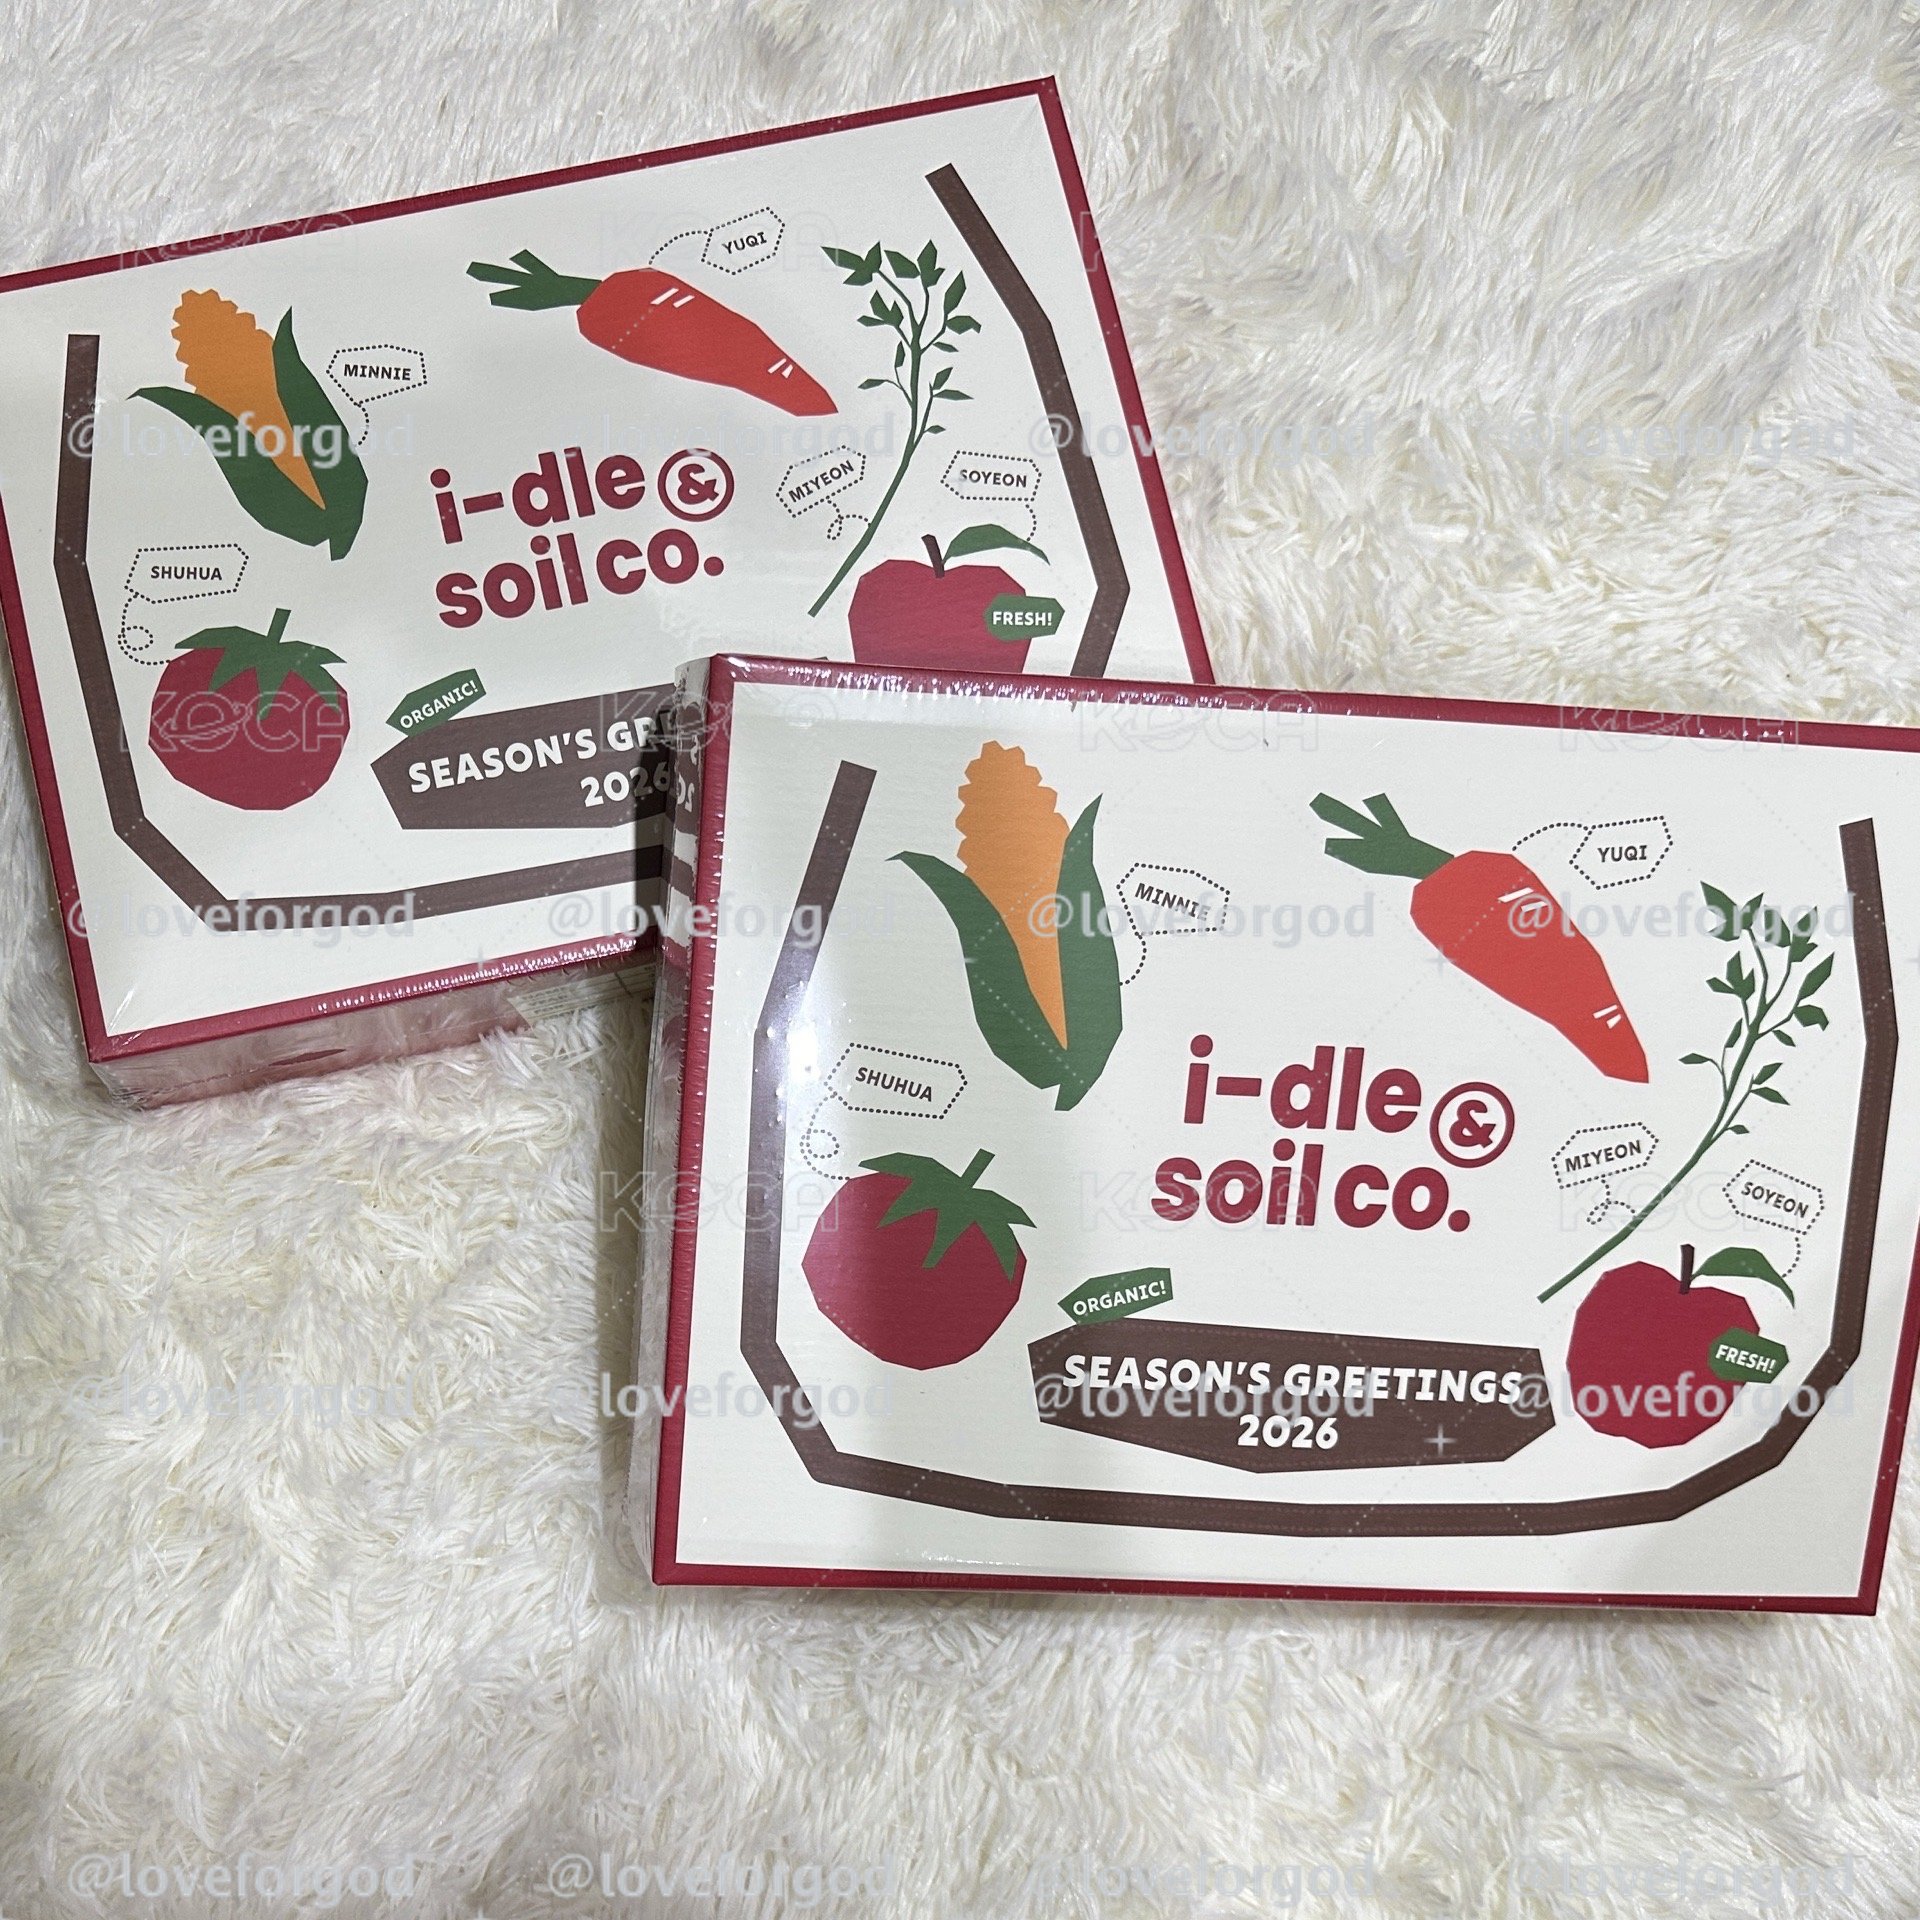 YUQI
MINNIE
i-dle &
soil co.
MIYEON
SOYEON
SHUHUA
FRESH!
ORGANIC!
SEASON'S GRE
2026
YUQI
MINNIE
SHUHUA
i-dle &
soil co.
MIYEON
SOYEON
ORGANIC!
FRESH!
SEASON'S GREETINGS
2026
KOCA
@loveforgod